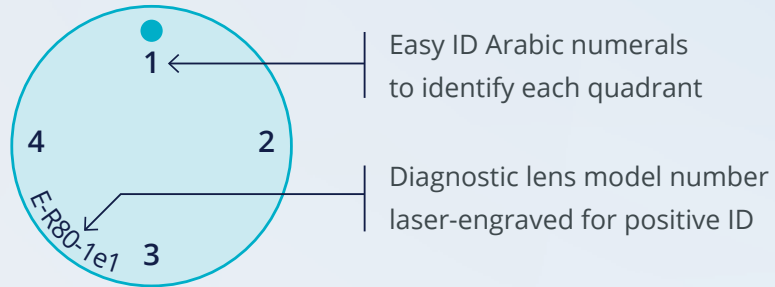 1
Easy ID Arabic numerals
to identify each quadrant
4
2
Diagnostic lens model number
laser-engraved for positive ID
E-R80-1e1
3